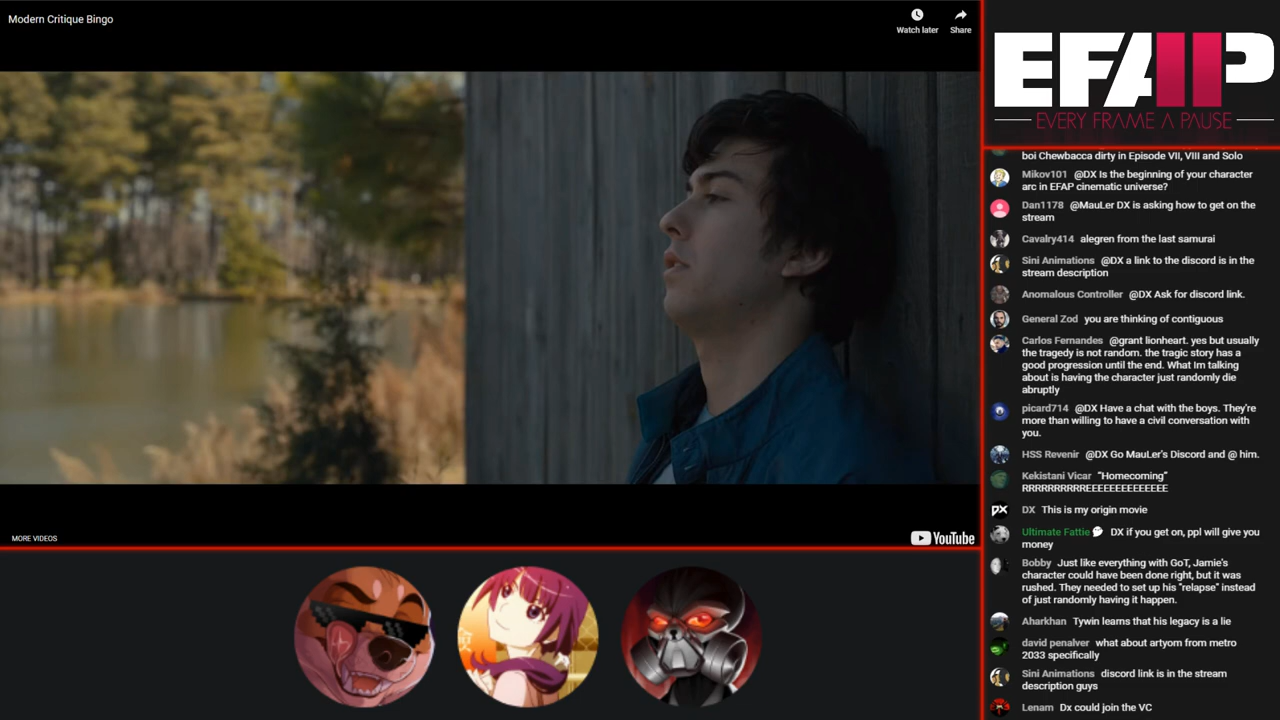 Modern Critique Bingo
Watch later
Share
MORE VIDEOS
YouTube
EFAP
EVERY FRAME A PAUSE
boi Chewbacca dirty in Episode VII, VIII and Solo
Mikov101 @DX Is the beginning of your character
arc in EFAP cinematic universe?
Dan1178 @MauLer DX is asking how to get on the
stream
Cavalry414 alegren from the last samurai
Sini Animations @DX a link to the discord is in the
stream description
Anomalous Controller @DX Ask for discord link.
General Zod you are thinking of contiguous
Carlos Fernandes @grant lionheart. yes but usually
the tragedy is not random. the tragic story has a
good progression until the end. What Im talking
about is having the character just randomly die
abruptly
picard714 @DX Have a chat with the boys. They're
more than willing to have a civil conversation with
you.
HSS Revenir @DX Go MauLer's Discord and @ him.
Kekistani Vicar “Homecoming”
RRRRRRRRRREEEEEEEEEEEEEE
DX This is my origin movie
Ultimate Fattie DX if you get on, ppl will give you
money
Bobby Just like everything with GoT, Jamie's
character could have been done right, but it was
rushed. They needed to set up his "relapse" instead
of just randomly having it happen.
Aharkhan Tywin learns that his legacy is a lie
david penalver what about artyom from metro
2033 specifically
Sini Animations discord link is in the stream
description guys
Lenam Dx could join the VC